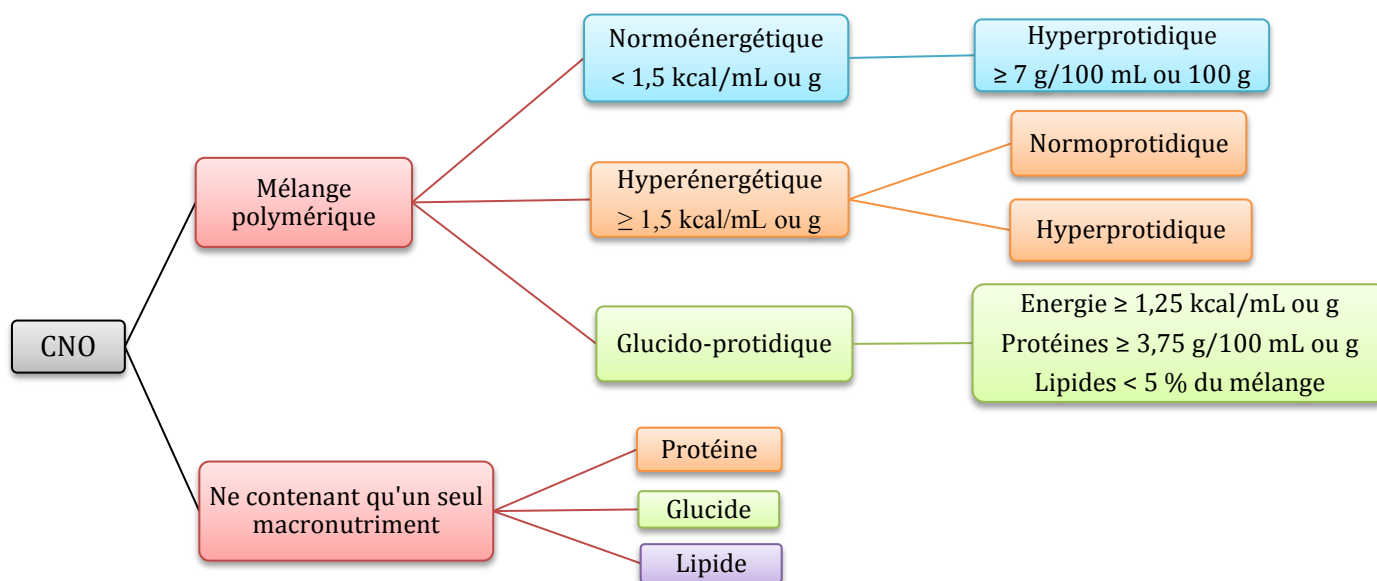 CNO
Mélange
polymérique
Normoénergétique
< 1,5 kcal/mL ou g
Hyperprotidique
≥ 7 g/100 mL ou 100 g
Hyperénergétique
≥ 1,5 kcal/mL ou g
Normoprotidique
Hyperprotidique
Glucido-protidique
Energie ≥ 1,25 kcal/mL ou g
Protéines ≥ 3,75 g/100 mL ou g
Lipides < 5 % du mélange
Ne contenant qu'un seul
macronutriment
Protéine
Glucide
Lipide